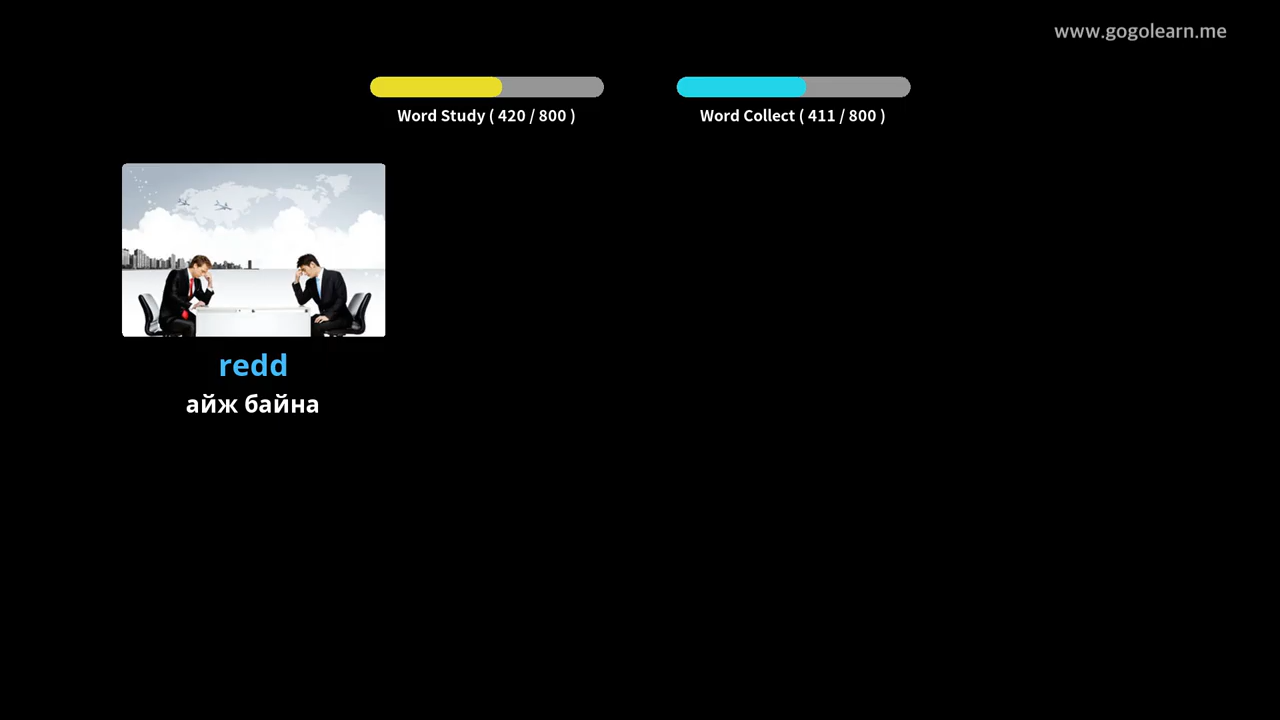 www.gogolearn.me
Word Study ( 420 / 800 )
Word Collect ( 411 / 800 )
redd
айж байна